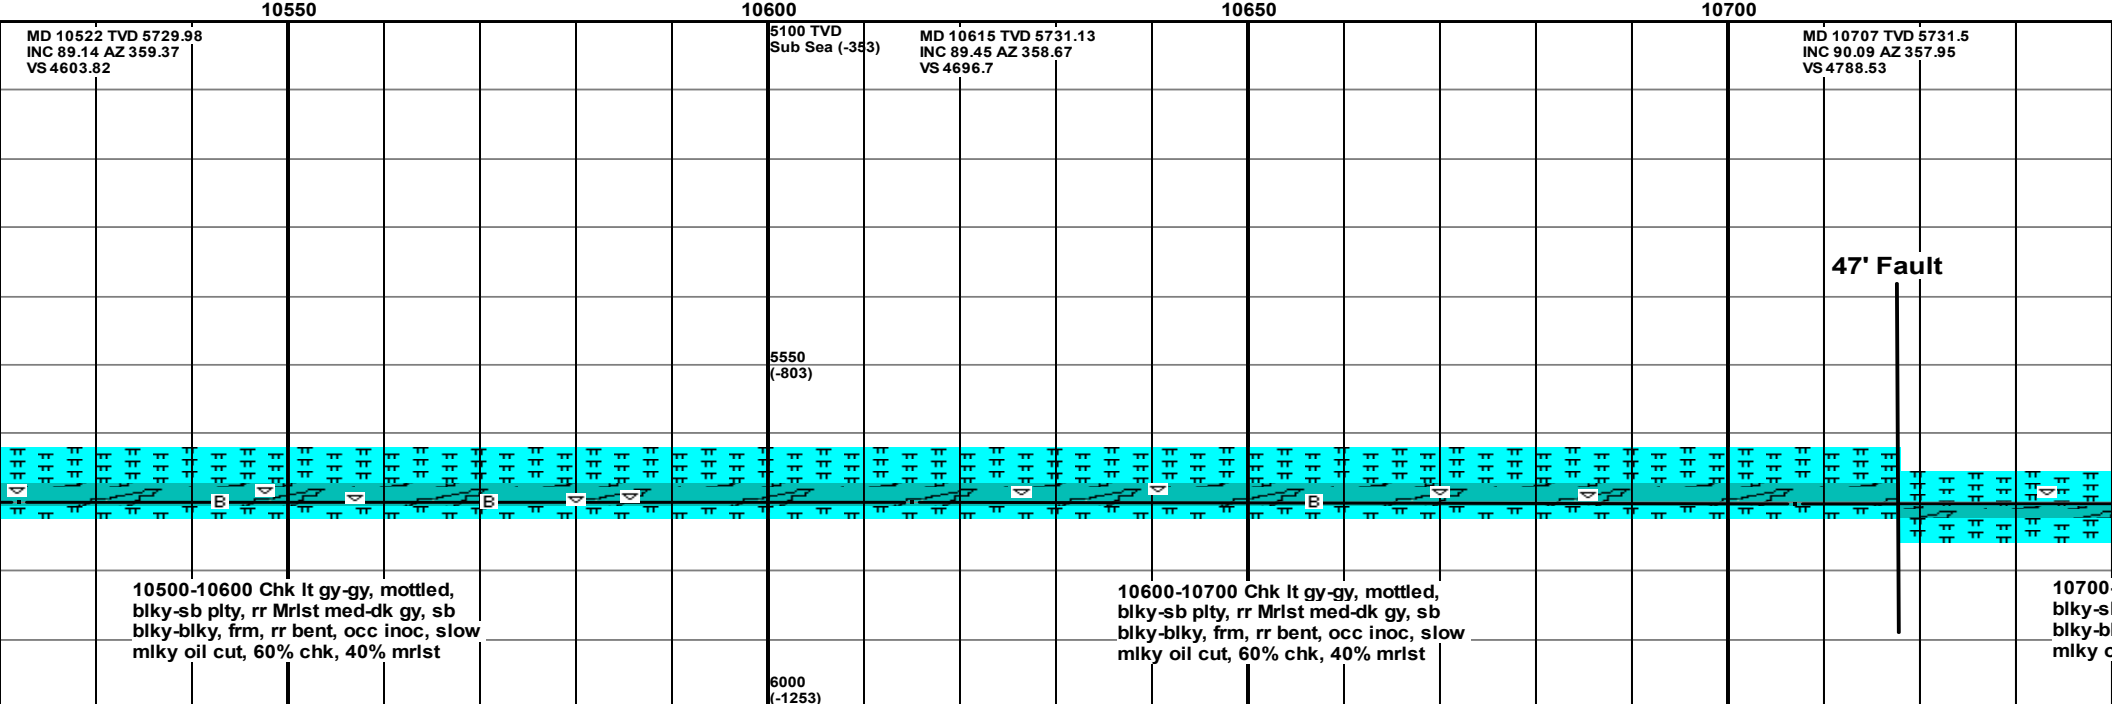 10550 10600 10650 10700
MD 10522 TVD 5729.98
INC 89.14 AZ 359.37
VS 4603.82
5100 TVD
Sub Sea (-353)
MD 10615 TVD 5731.13
INC 89.45 AZ 358.67
VS 4696.7
MD 10707 TVD 5731.5
INC 90.09 AZ 357.95
VS 4788.53
47' Fault
5550
(-803)
B B B
10500-10600 Chk lt gy-gy, mottled,
blky-sb plty, rr Mrlst med-dk gy, sb
blky-blky, frm, rr bent, occ inoc, slow
mlky oil cut, 60% chk, 40% mrlst
10600-10700 Chk lt gy-gy, mottled,
blky-sb plty, rr Mrlst med-dk gy, sb
blky-blky, frm, rr bent, occ inoc, slow
mlky oil cut, 60% chk, 40% mrlst
10700-
blky-s
blky-b
mlky
6000
(-1253)